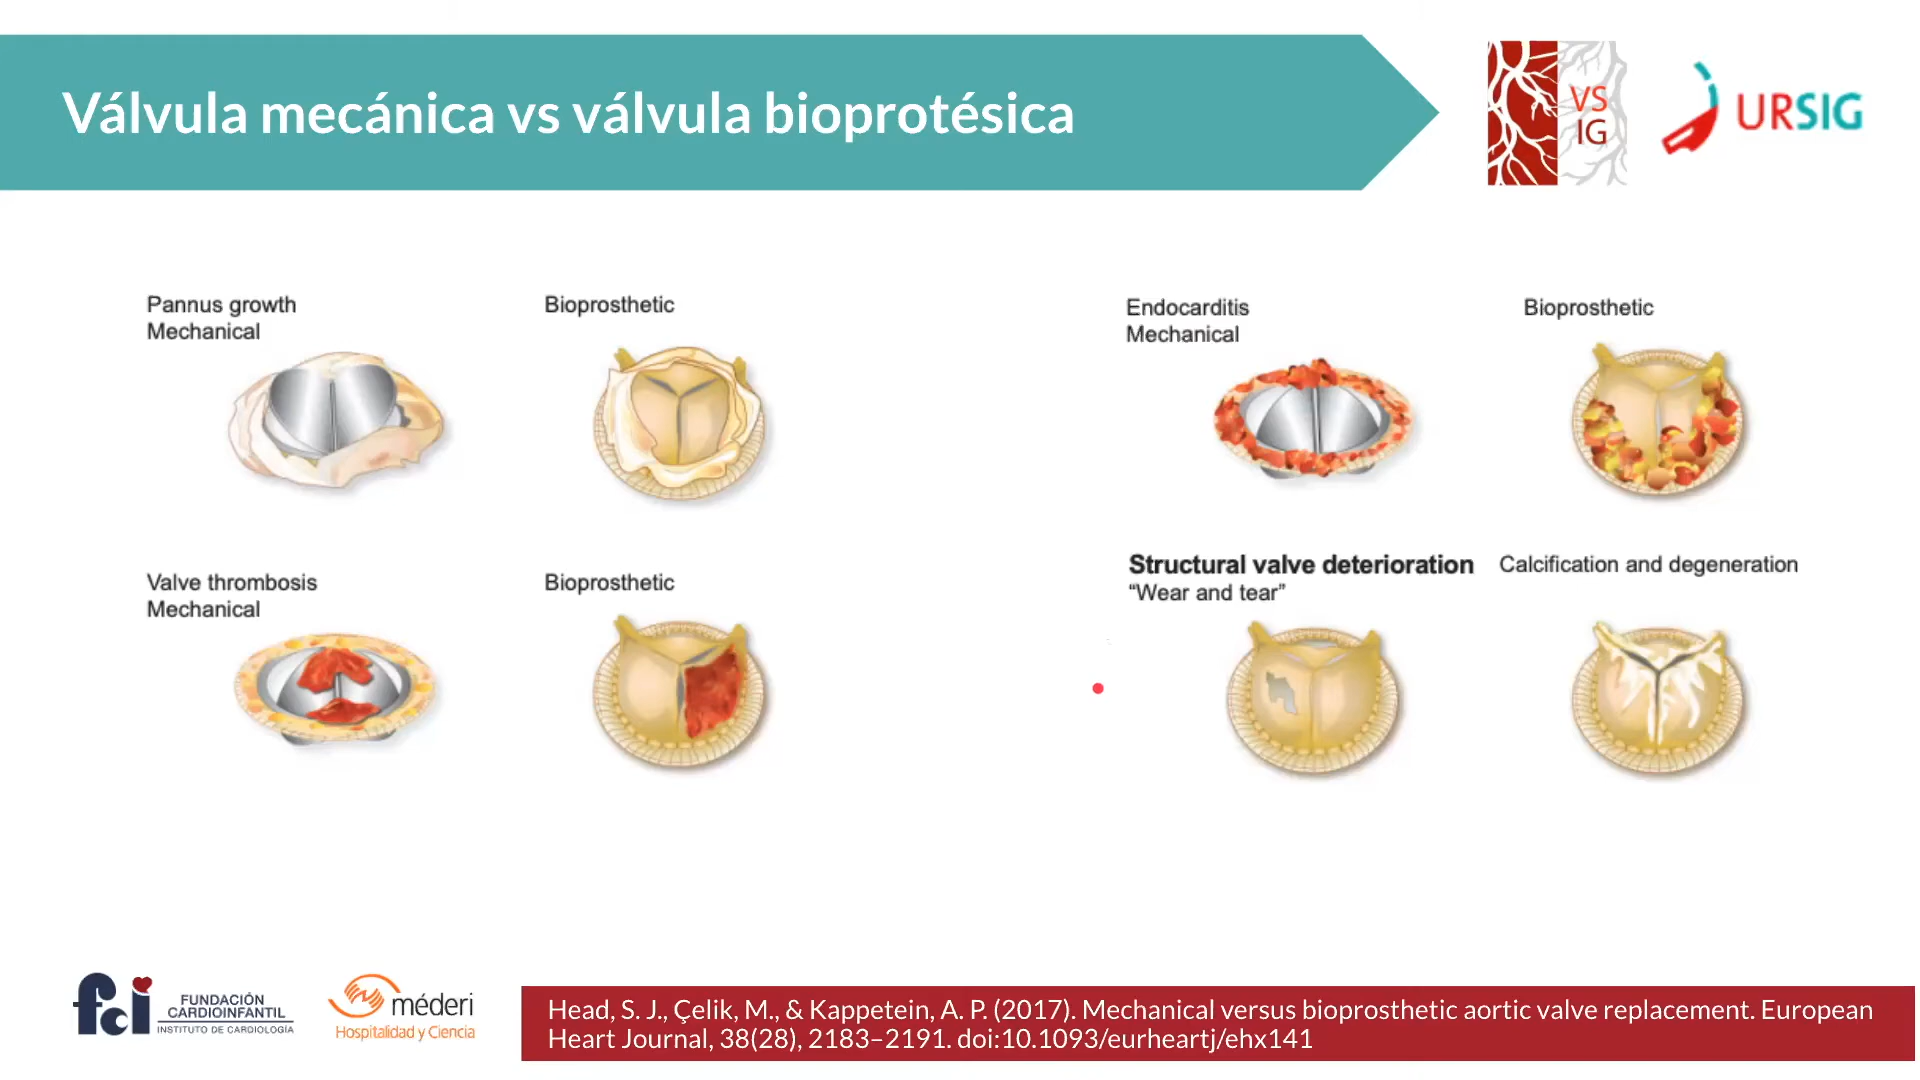 Válvula mecánica vs válvula bioprotésica
VS
IG
URSIG
Pannus growth
Mechanical
Bioprosthetic
Endocarditis
Mechanical
Bioprosthetic
Valve thrombosis
Mechanical
Bioprosthetic
Structural valve deterioration
“Wear and tear”
Calcification and degeneration
fci
FUNDACIÓN
CARDIOINFANTIL
INSTITUTO DE CARDIOLOGÍA
méderi
Hospitalidad y Ciencia
Head, S. J., Çelik, M., & Kappetein, A. P. (2017). Mechanical versus bioprosthetic aortic valve replacement. European
Heart Journal, 38(28), 2183–2191. doi:10.1093/eurheartj/ehx141